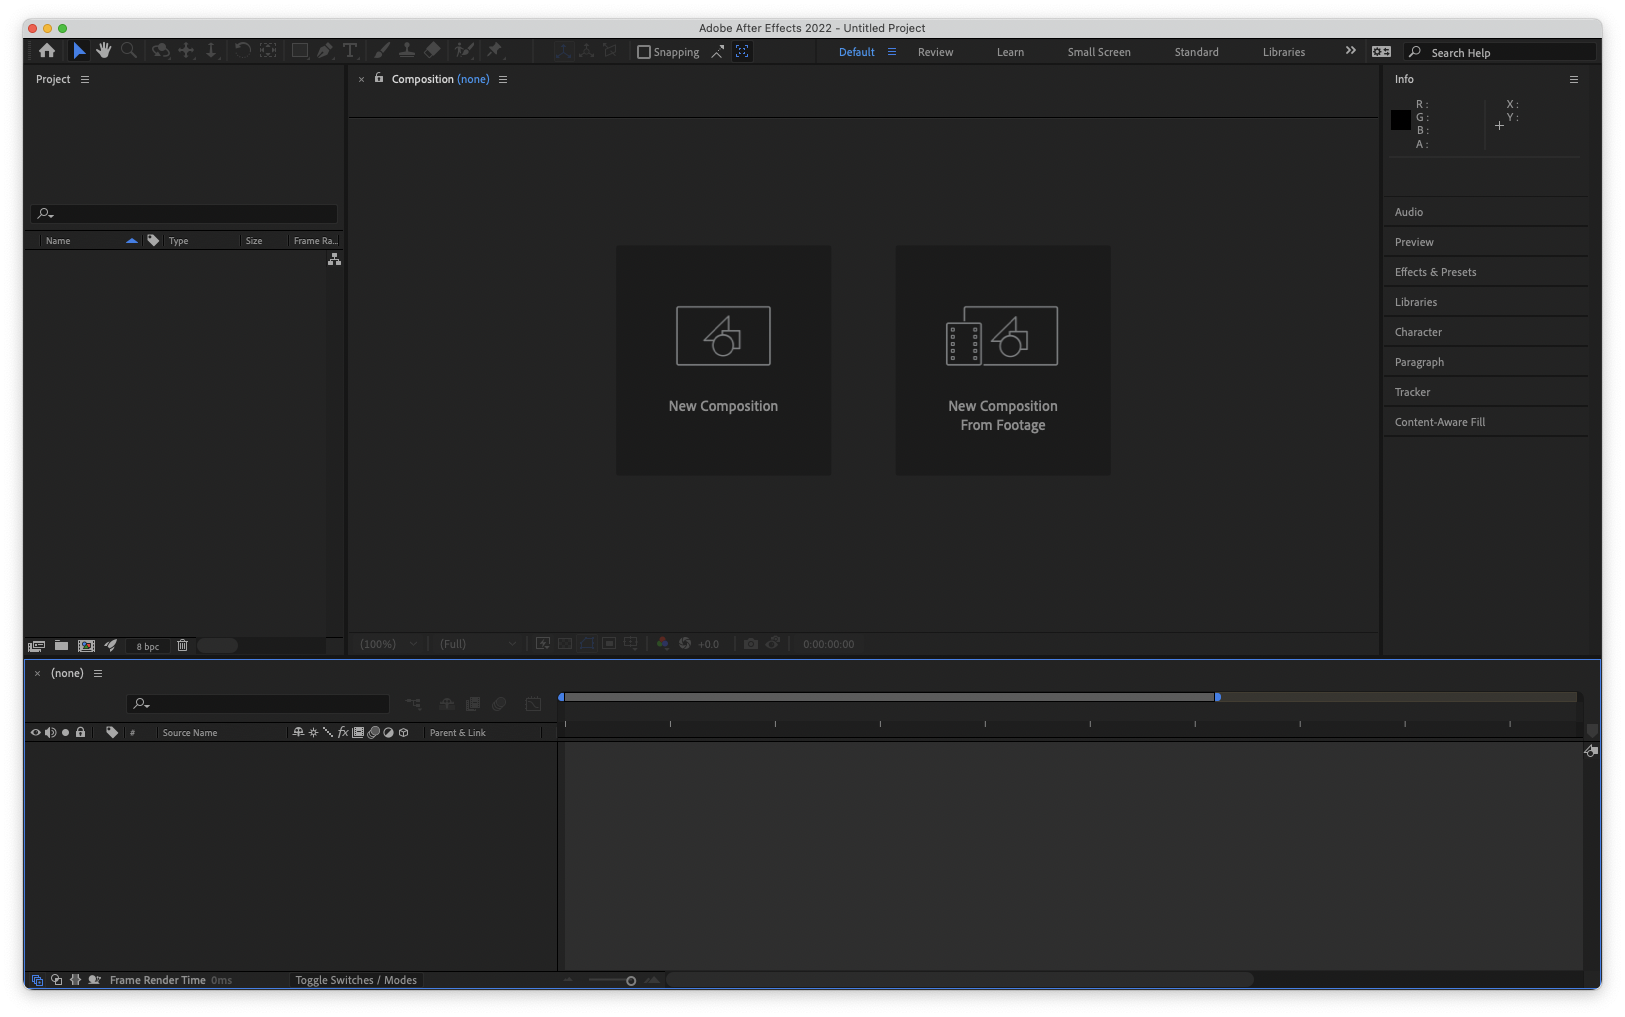 Adobe After Effects 2022 - Untitled Project
Snapping
Default
Review
Learn
Small Screen
Standard
Libraries
Search Help
Project
Composition (none)
Info
R :
G :
B :
A :
X :
Y :
Name
Type
Size
Frame Ra...
New Composition
New Composition
From Footage
Audio
Preview
Effects & Presets
Libraries
Character
Paragraph
Tracker
Content-Aware Fill
8 bpc
(100%)
(Full)
+0.0
0:00:00:00
(none)
#
Source Name
fx
Parent & Link
Frame Render Time 0ms
Toggle Switches / Modes